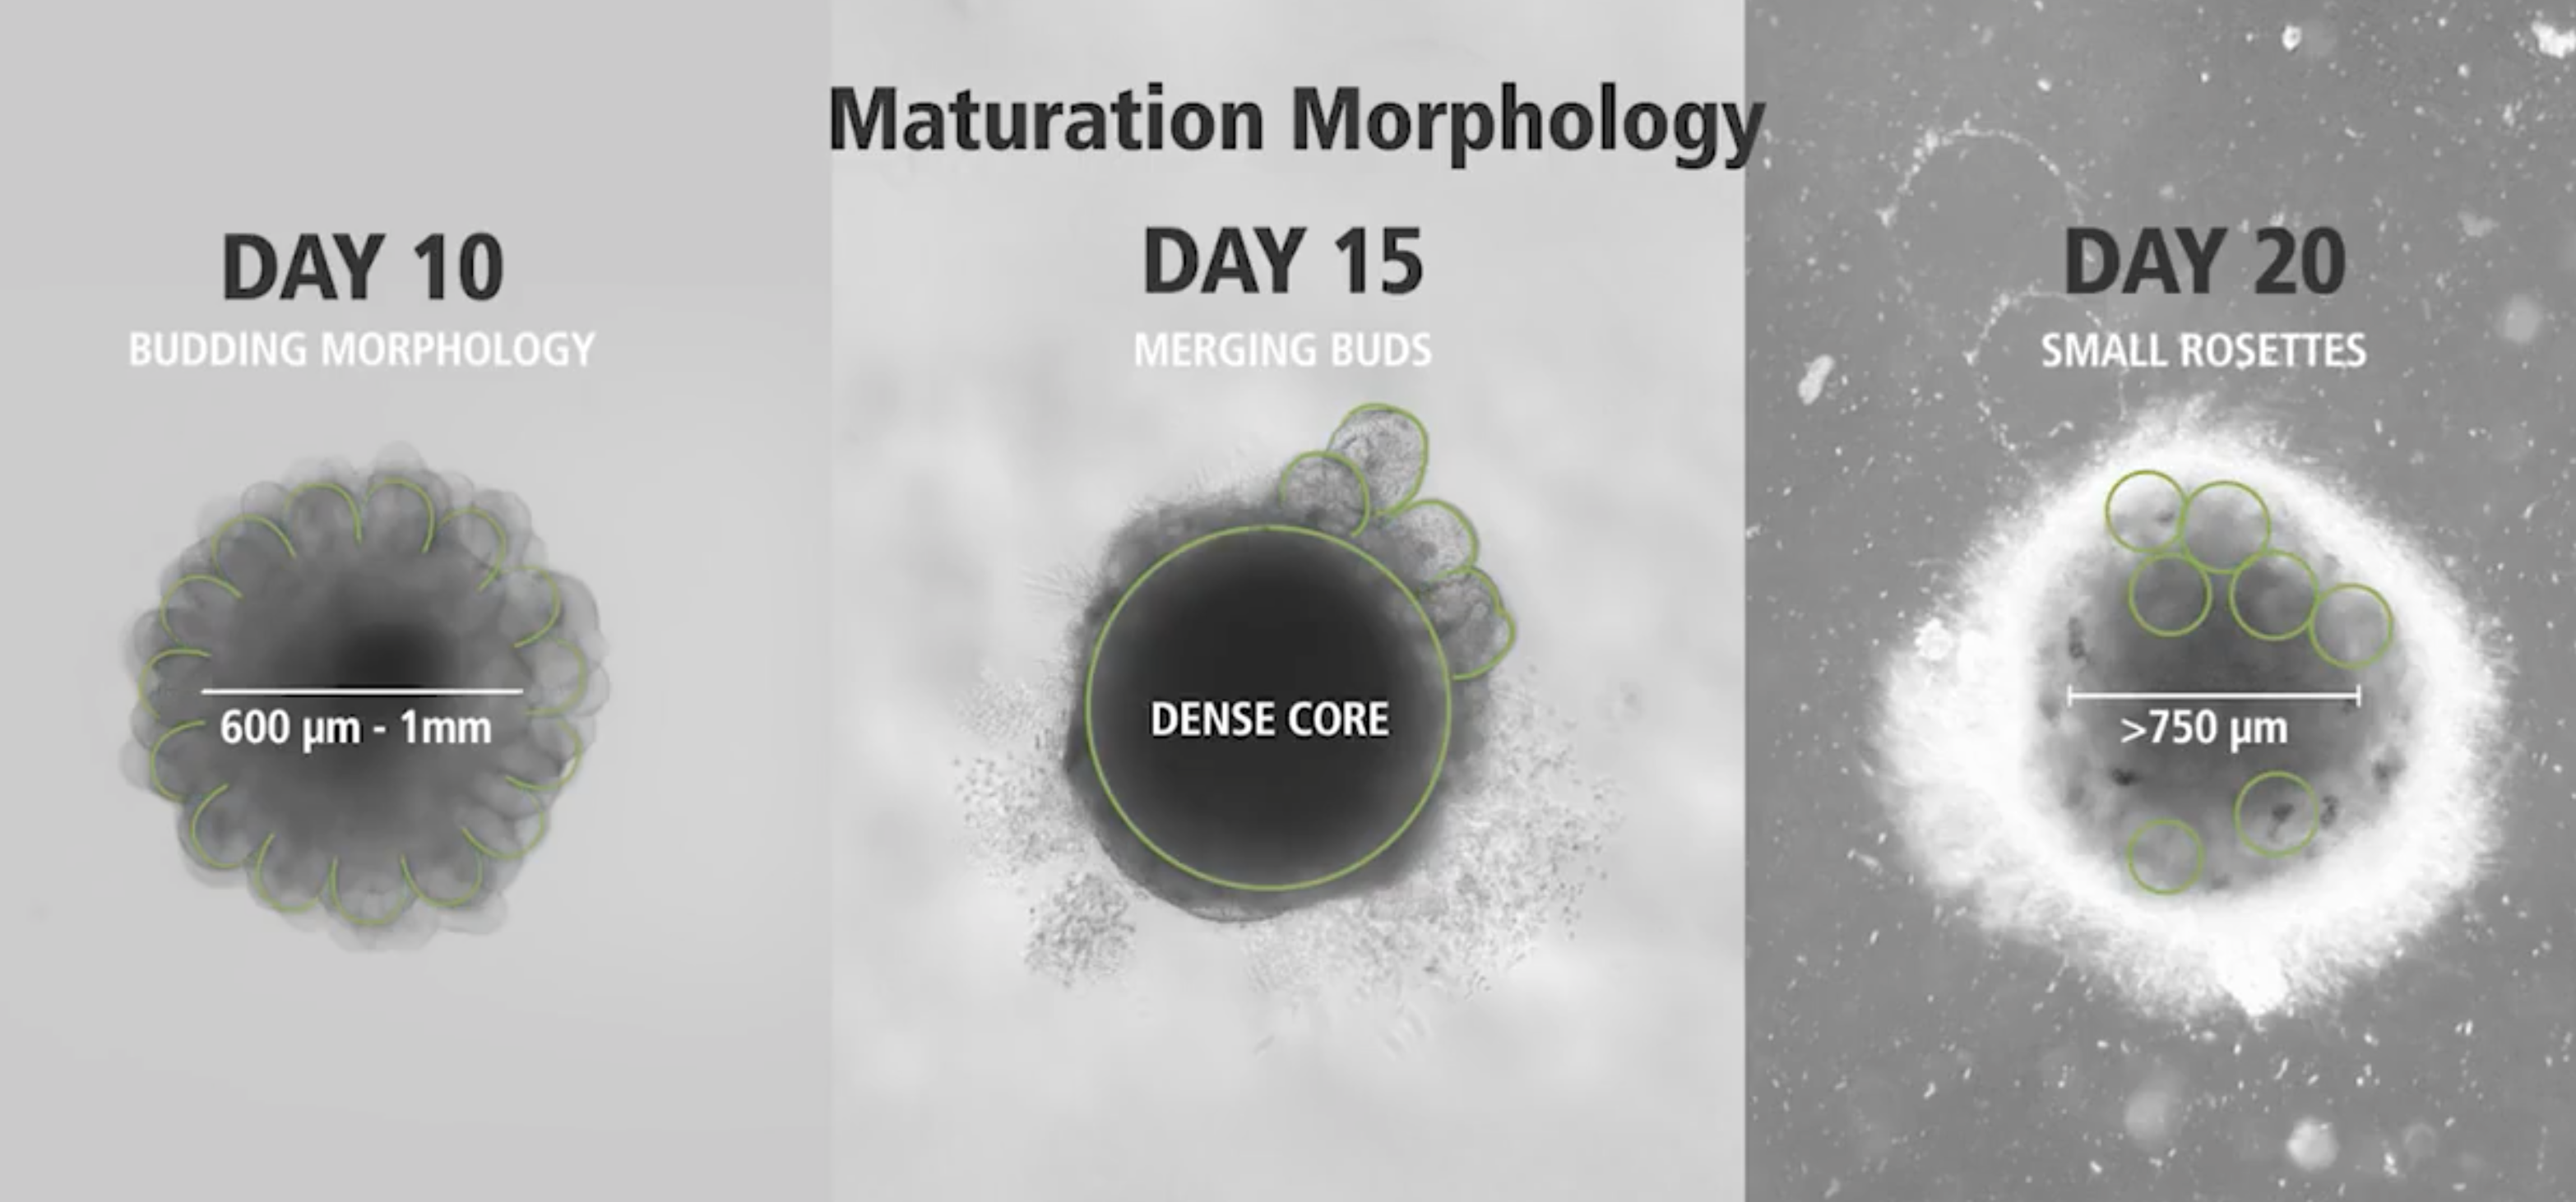 Maturation Morphology
DAY 10
BUDDING MORPHOLOGY
600 µm - 1mm
DAY 15
MERGING BUDS
DENSE CORE
DAY 20
SMALL ROSETTES
>750 µm